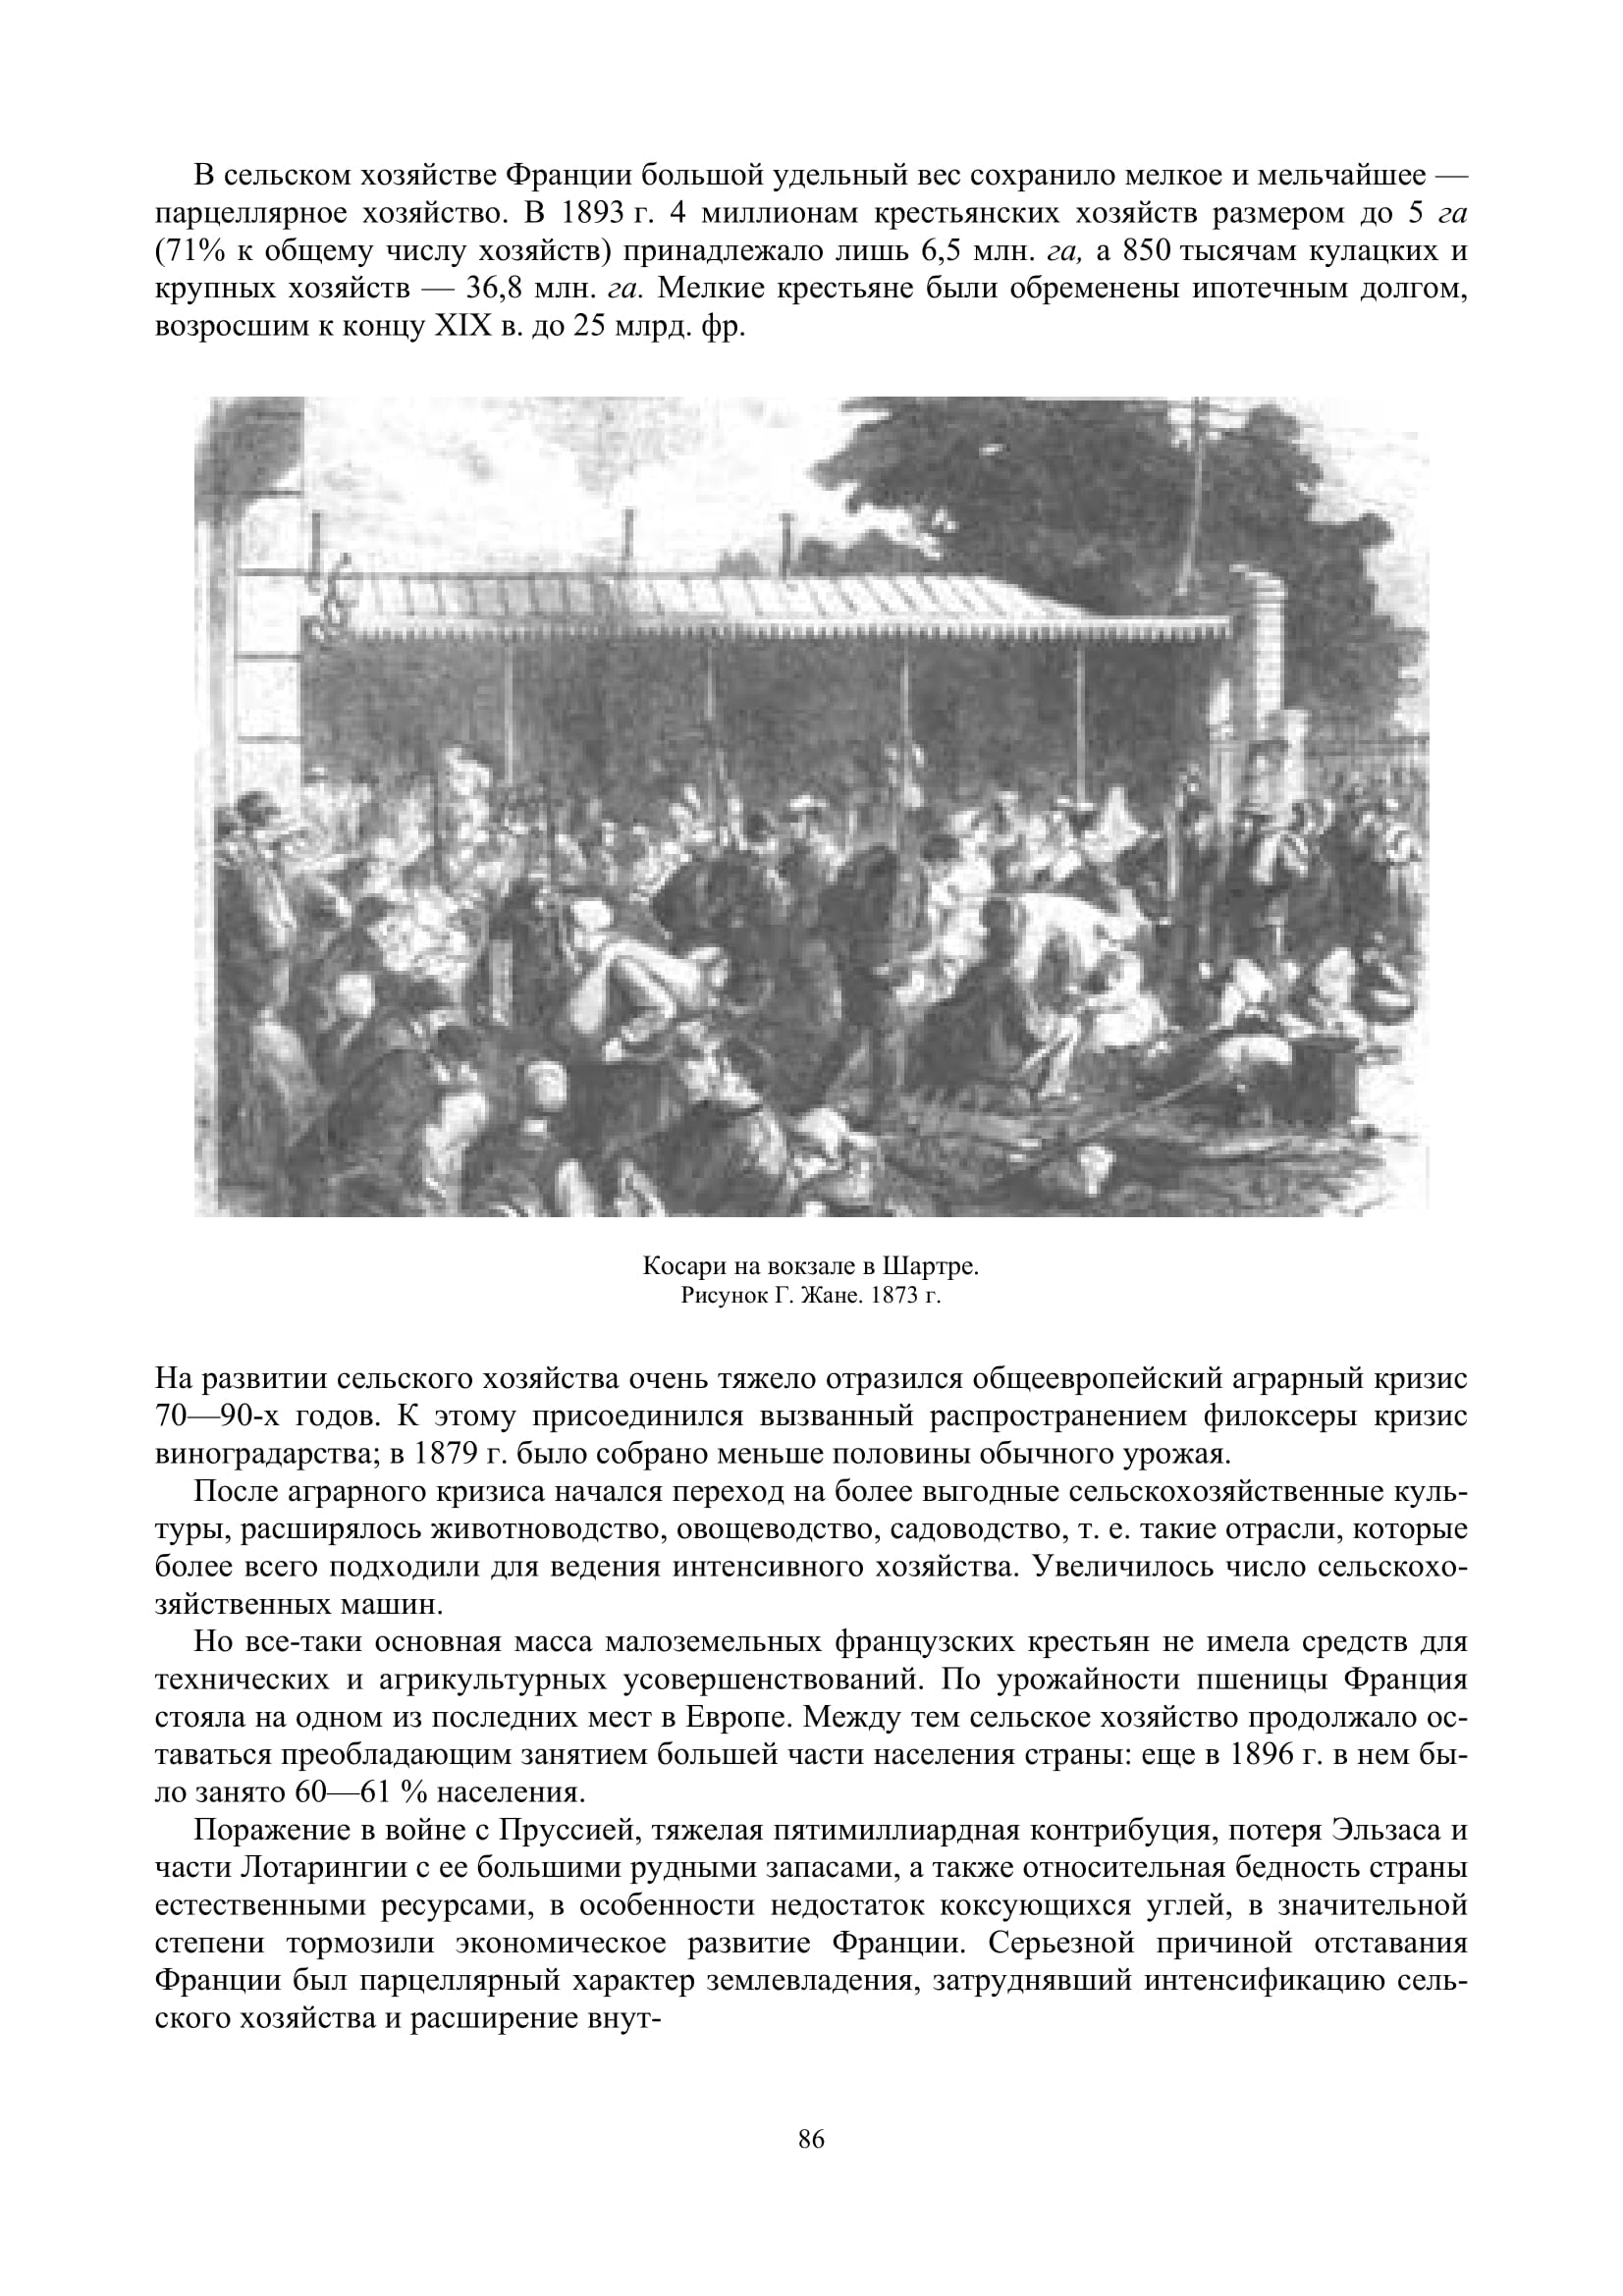 В сельском хозяйстве Франции большой удельный вес сохранило мелкое и мельчайшее —
парцеллярное хозяйство. В 1893 г. 4 миллионам крестьянских хозяйств размером до 5 га
(71% к общему числу хозяйств) принадлежало лишь 6,5 млн. га, а 850 тысячам кулацких и
крупных хозяйств — 36,8 млн. га. Мелкие крестьяне были обременены ипотечным долгом,
возросшим к концу XIX в. до 25 млрд. фр.
Косари на вокзале в Шартре.
Рисунок Г. Жане. 1873 г.
На развитии сельского хозяйства очень тяжело отразился общеевропейский аграрный кризис
70—90-х годов. К этому присоединился вызванный распространением филоксеры кризис
виноградарства; в 1879 г. было собрано меньше половины обычного урожая.
После аграрного кризиса начался переход на более выгодные сельскохозяйственные куль-
туры, расширялось животноводство, овощеводство, садоводство, т. е. такие отрасли, которые
более всего подходили для ведения интенсивного хозяйства. Увеличилось число сельскохо-
зяйственных машин.
Но все-таки основная масса малоземельных французских крестьян не имела средств для
технических и агрикультурных усовершенствований. По урожайности пшеницы Франция
стояла на одном из последних мест в Европе. Между тем сельское хозяйство продолжало ос-
таваться преобладающим занятием большей части населения страны: еще в 1896 г. в нем бы-
ло занято 60—61 % населения.
Поражение в войне с Пруссией, тяжелая пятимиллиардная контрибуция, потеря Эльзаса и
части Лотарингии с ее большими рудными запасами, а также относительная бедность страны
естественными ресурсами, в особенности недостаток коксующихся углей, в значительной
степени тормозили экономическое развитие Франции. Серьезной причиной отставания
Франции был парцеллярный характер землевладения, затруднявший интенсификацию сель-
ского хозяйства и расширение внут-
86